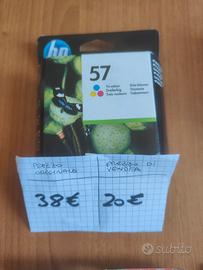 hp
57
Tri-colour
PREZZO ORIGINALE
PREZZO DI VENDITA
38€
20€
subito